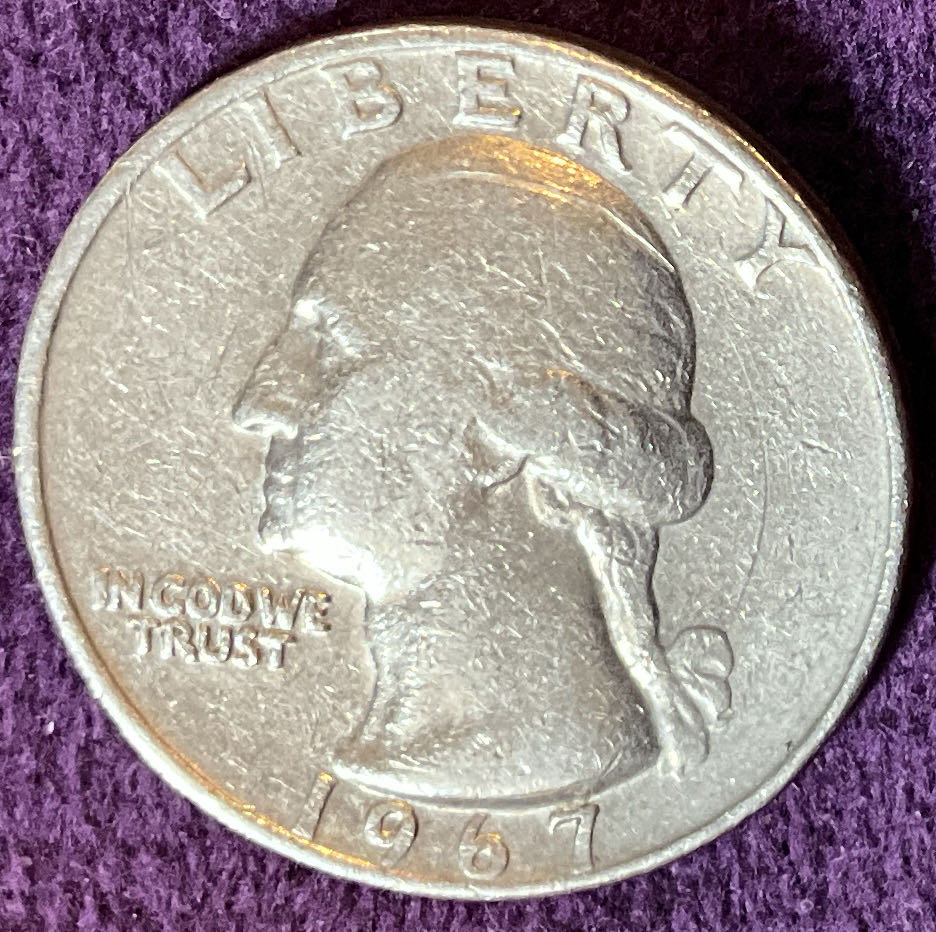 LIBERTY
IN GOD WE
TRUST
1967